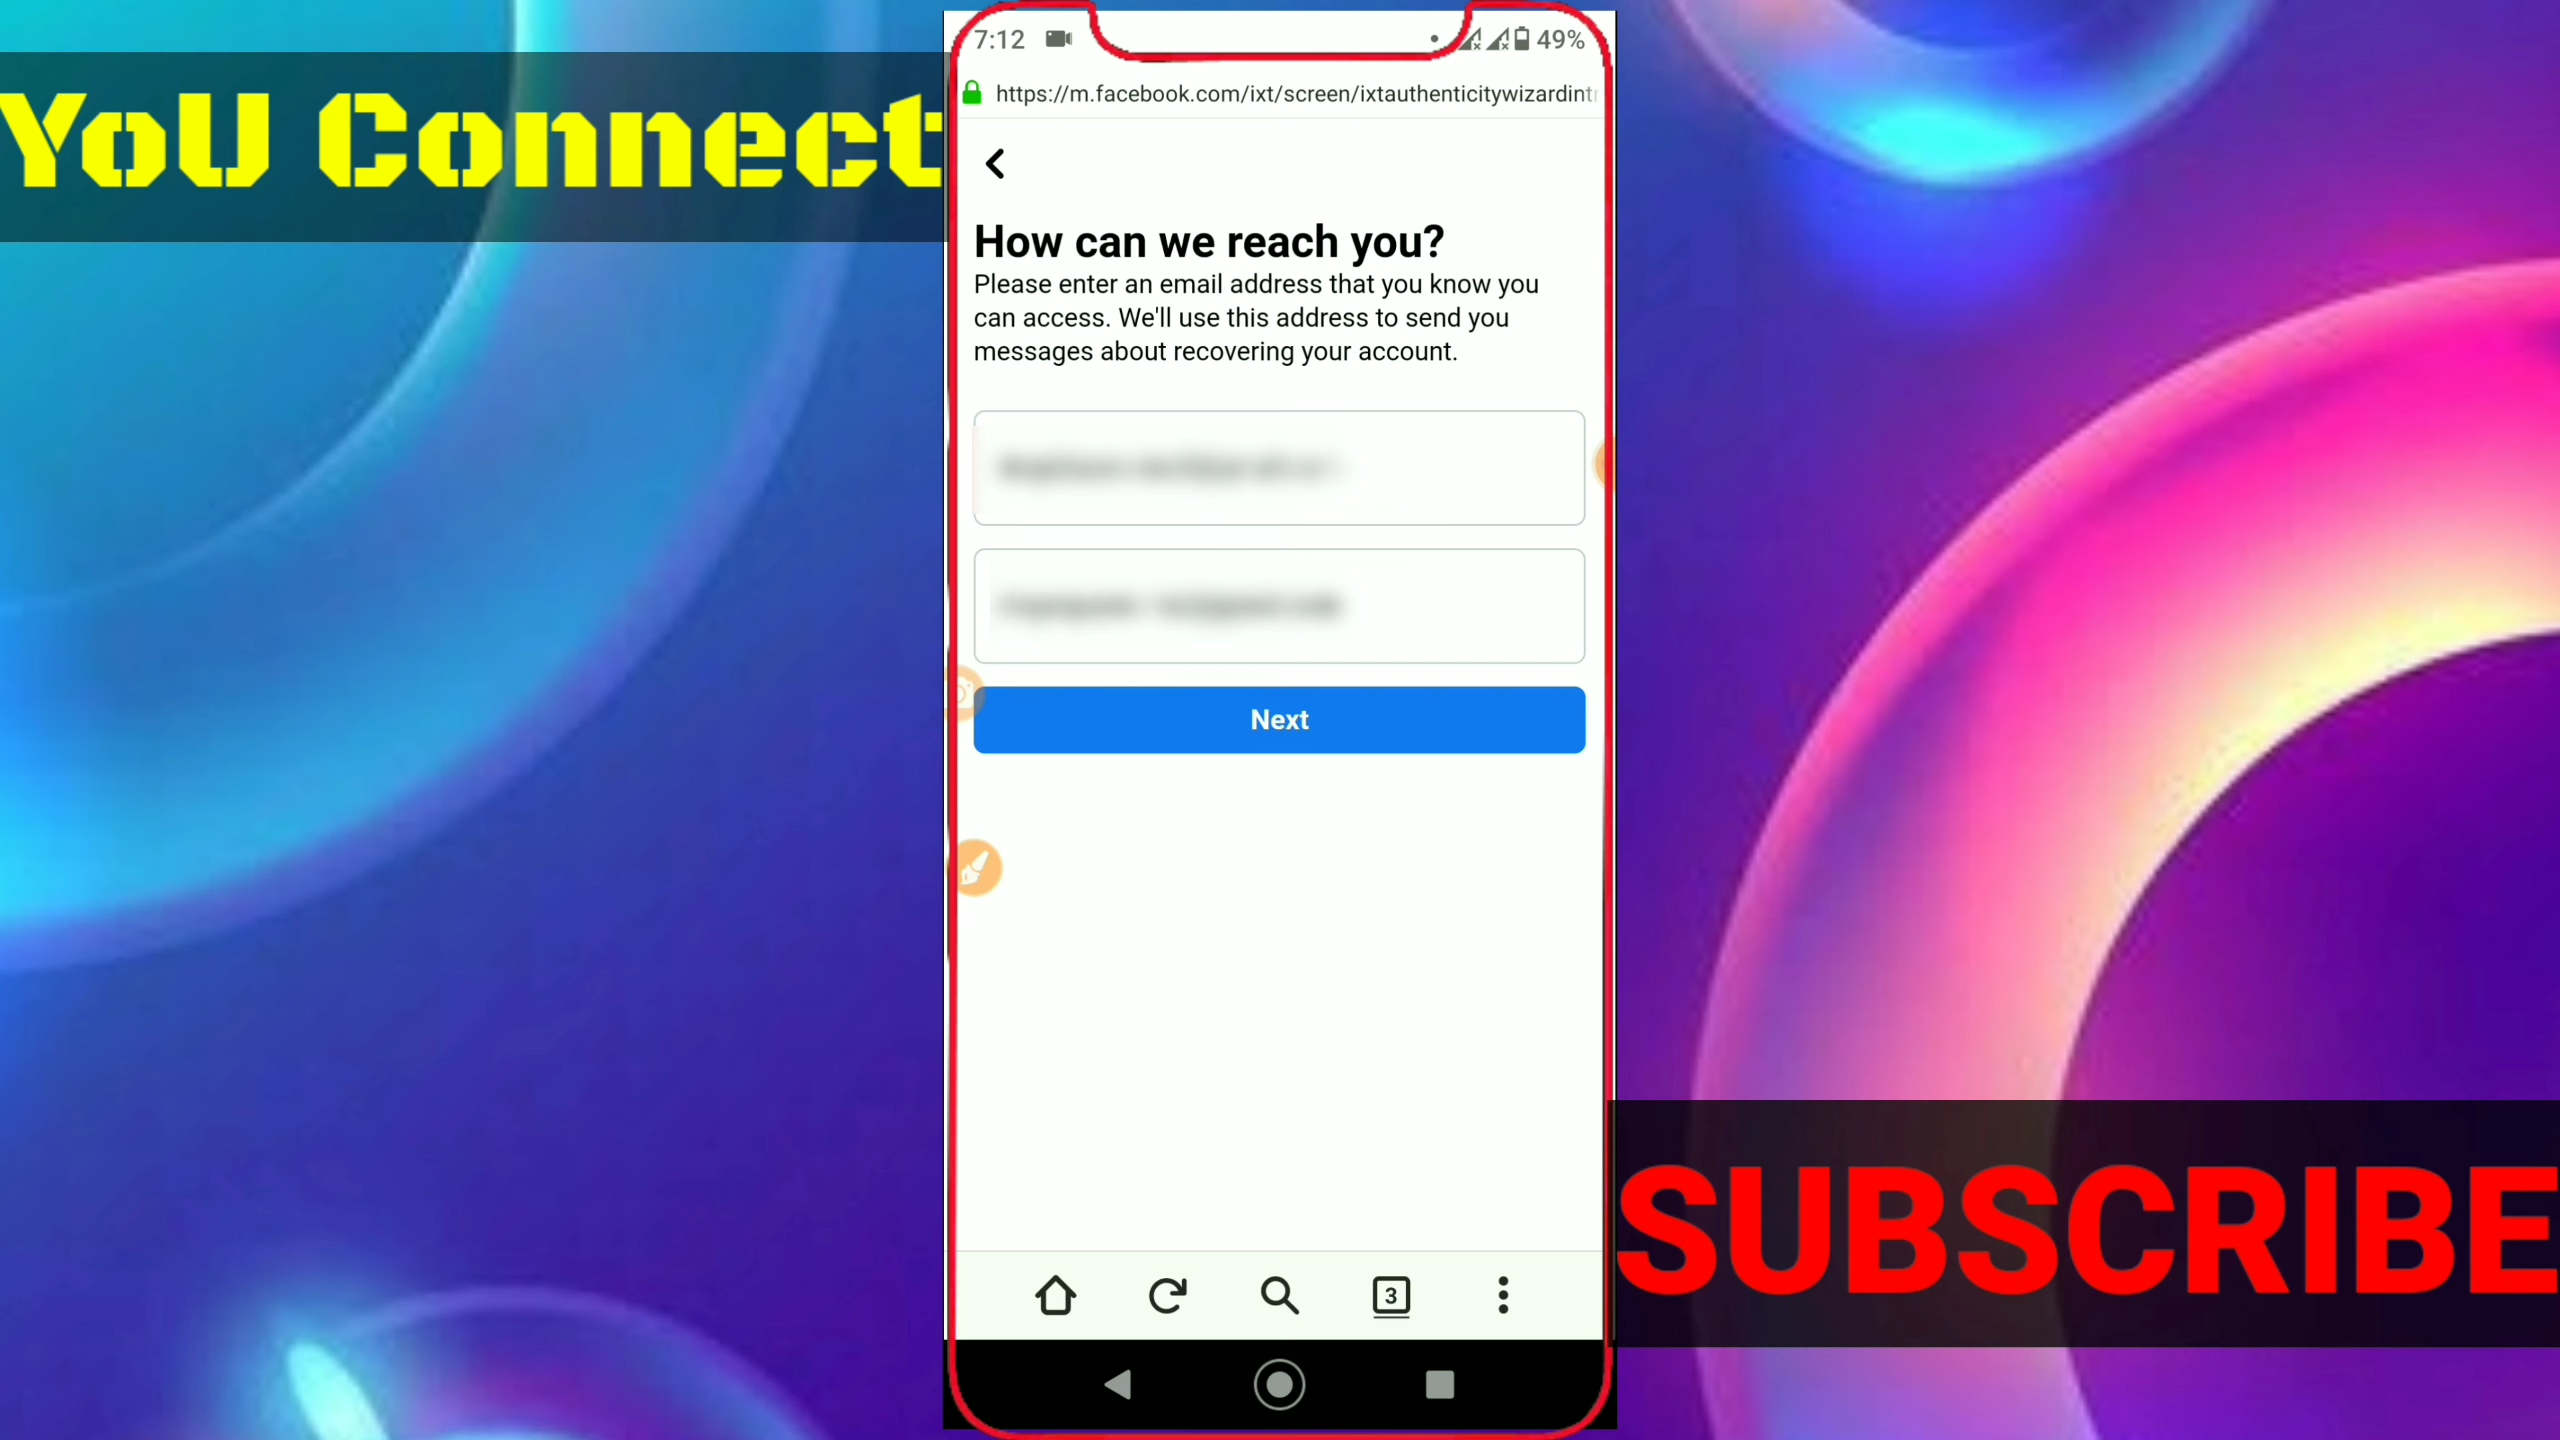 YoU Connect
7:12
49%
https://m.facebook.com/ixt/screen/ixtauthenticitywizardint
How can we reach you?
Please enter an email address that you know you
can access. We'll use this address to send you
messages about recovering your account.
Next
3
SUBSCRIBE